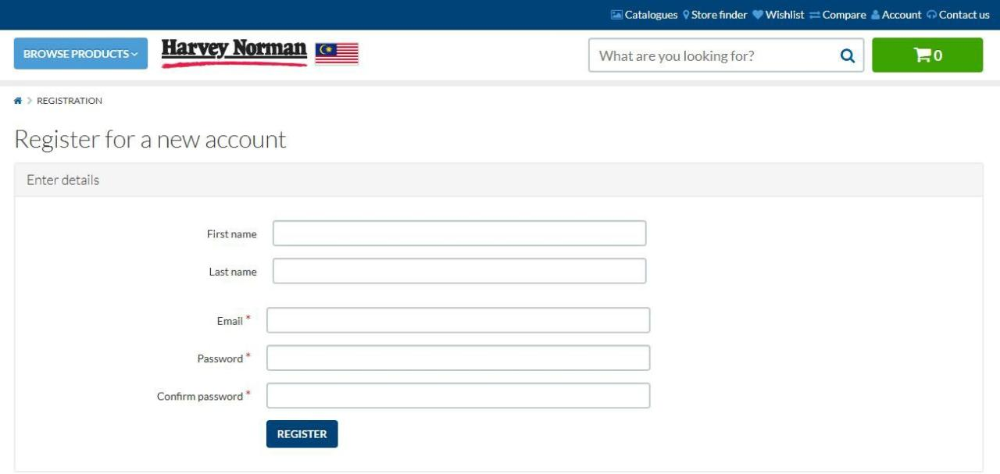 Catalogues Store finder Wishlist Compare Account Contact us
BROWSE PRODUCTS Harvey Norman What are you looking for? 0
REGISTRATION
Register for a new account
Enter details
First name
Last name
Email *
Password *
Confirm password *
REGISTER